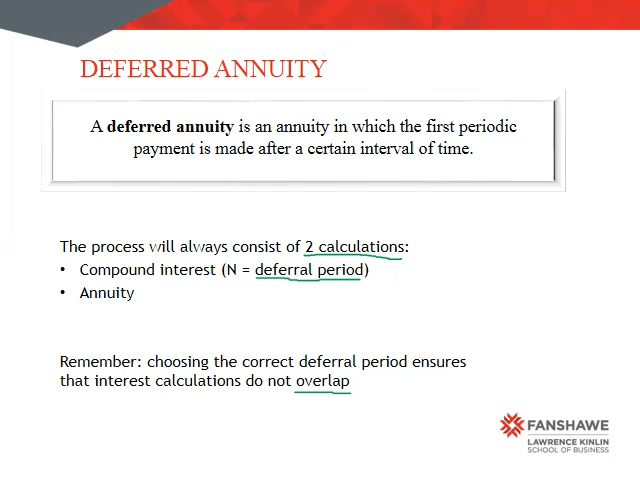 DEFERRED ANNUITY
A deferred annuity is an annuity in which the first periodic
payment is made after a certain interval of time.
The process will always consist of 2 calculations:
• Compound interest (N = deferral period)
• Annuity
Remember: choosing the correct deferral period ensures
that interest calculations do not overlap
FANSHAWE
LAWRENCE KINLIN
SCHOOL OF BUSINESS